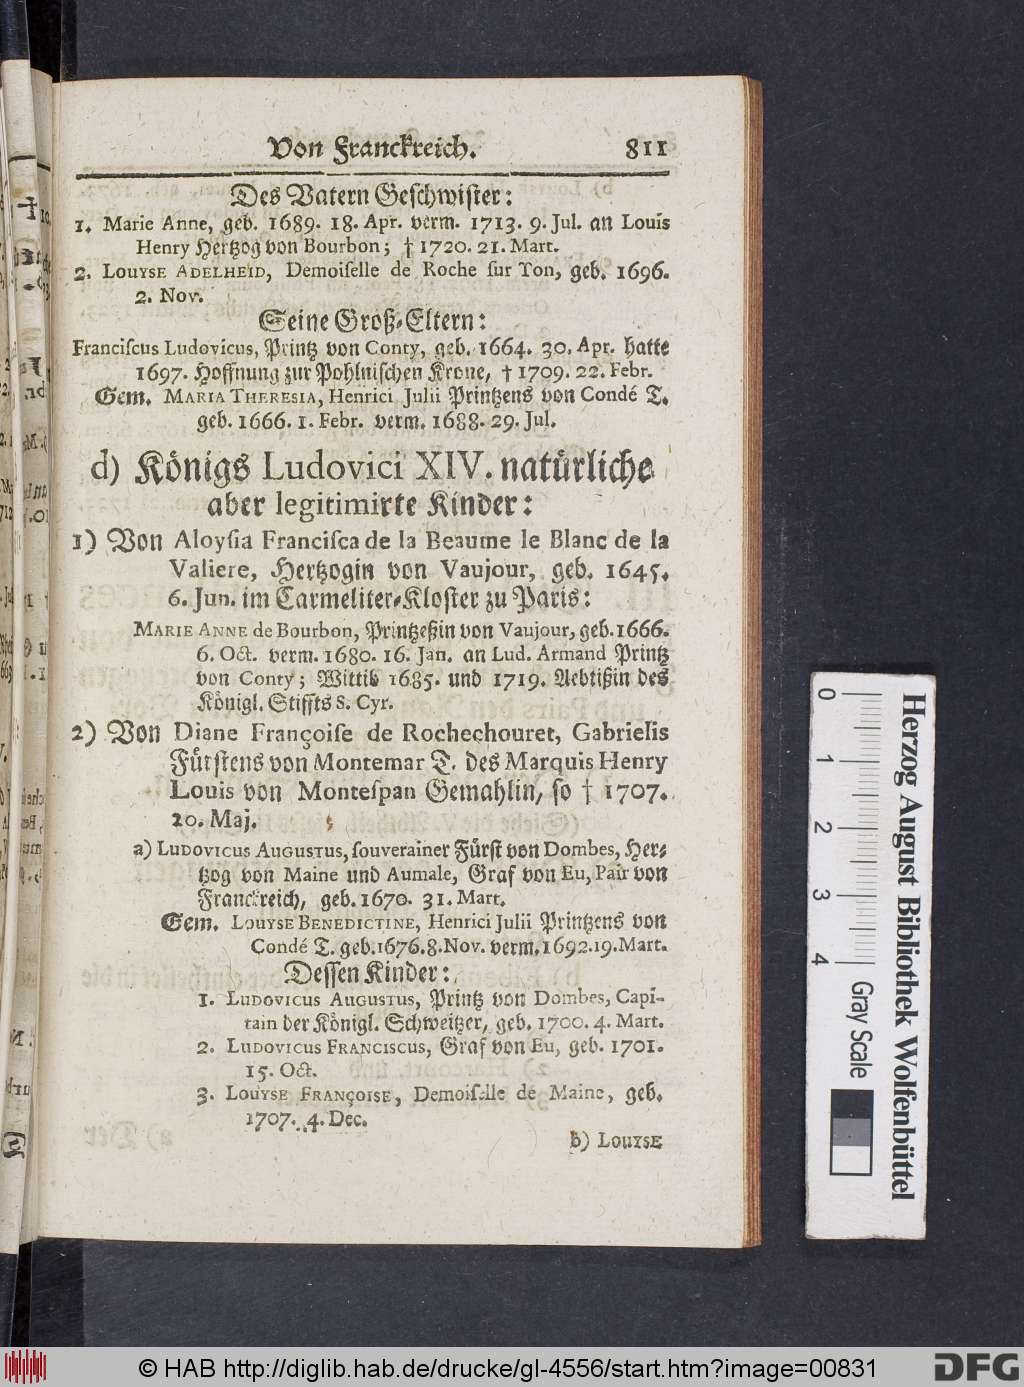 Von Franckreich. 811
Des Vatern Geschwister:
1. Marie Anne, geb. 1689. 18. Apr. verm. 1713. 9. Jul. an Louis
Henry Hertzog von Bourbon; † 1720. 21. Mart.
2. Louyse Adelheid, Demoiſelle de Roche ſur Yon, geb. 1696.
2. Nov.
Seine Groß-Eltern:
Franciſcus Ludovicus, Printz von Conty, geb. 1664. 30. Apr. hatte
1697. Hoffnung zur Pohlniſchen Krone, † 1709. 22. Febr.
Gem. Maria Theresia, Henrici Julii Printzens von Condé T.
geb. 1666. 1. Febr. verm. 1688. 29. Jul.
d) Königs Ludovici XIV. natürliche
aber legitimirte Kinder:
1) Von Aloyſia Franciſca de la Beaume le Blanc de la
Valiere, Hertzogin von Vaujour, geb. 1645.
6. Jun. im Carmeliter-Kloſter zu Paris:
Marie Anne de Bourbon, Printzeßin von Vaujour, geb. 1666.
6. Oct. verm. 1680. 16. Jan. an Lud. Armand Printz
von Conty; Wittib 1685. und 1719. Aebtißin des
Königl. Stiffts S. Cyr.
2) Von Diane Françoiſe de Rochechouret, Gabrielis
Fürſtens von Montemar T. des Marquis Henry
Louis von Monteſpan Gemahlin, ſo † 1707.
20. Maj.
a) Ludovicus Augustus, ſouverainer Fürſt von Dombes, Her-
tzog von Maine und Aumale, Graf von Eu, Pair von
Franckreich, geb. 1670. 31. Mart.
Gem. Louyse Benedictine, Henrici Julii Printzens von
Condé T. geb. 1676. 8. Nov. verm. 1692. 19. Mart.
Deſſen Kinder:
1. Ludovicus Augustus, Printz von Dombes, Capi-
tain der Königl. Schweitzer, geb. 1700. 4. Mart.
2. Ludovicus Franciscus, Graf von Eu, geb. 1701.
15. Oct.
3. Louyse Françoise, Demoiſelle de Maine, geb.
1707. 4. Dec.
b) Louyse
0 1 2 3 4 Gray Scale
Herzog August Bibliothek Wolfenbüttel
© HAB http://diglib.hab.de/drucke/gl-4556/start.htm?image=00831
DFG